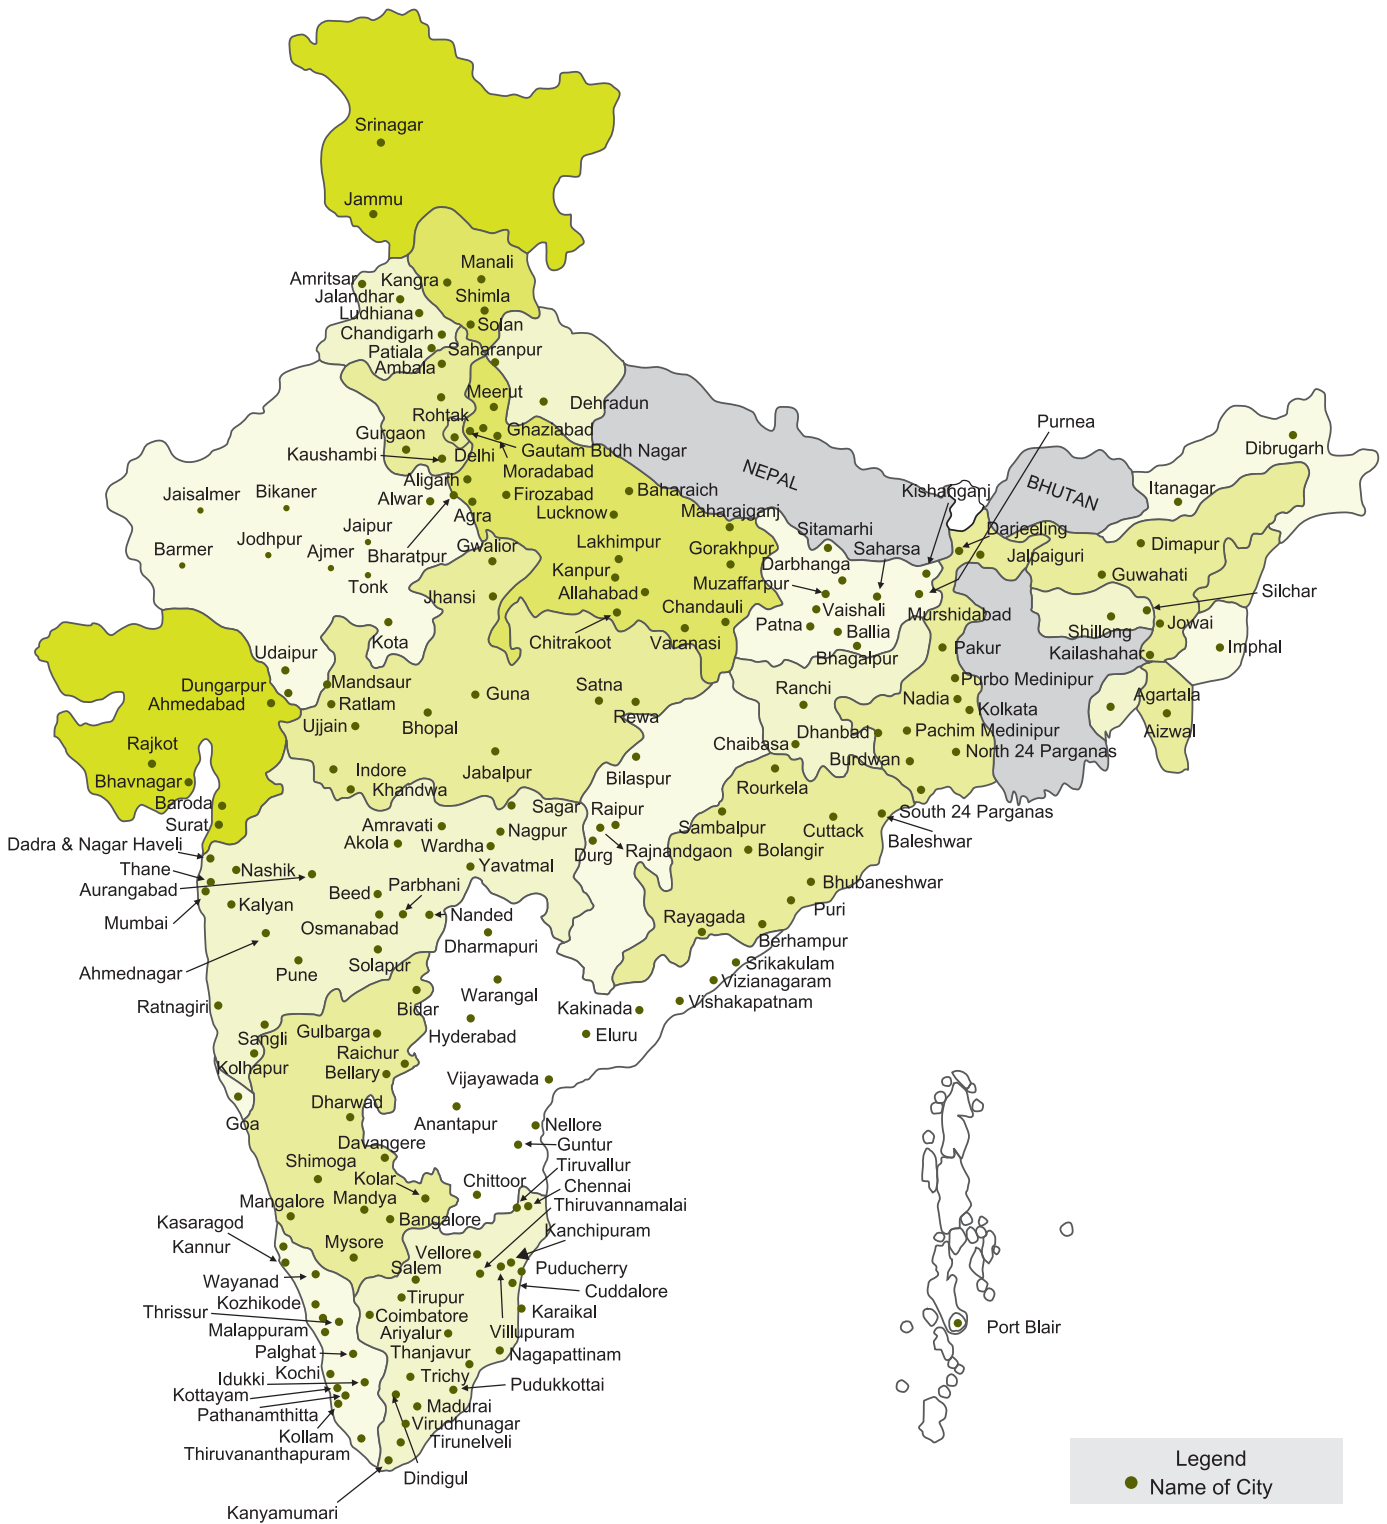 Srinagar
Jammu
Manali
Amritsar
Kangra
Jalandhar
Shimla
Ludhiana
Solan
Chandigarh
Patiala
Saharanpur
Ambala
Meerut
Dehradun
Rohtak
Purnea
Ghaziabad
Gurgaon
Gautam Budh Nagar
Dibrugarh
Kaushambi
Delhi
Moradabad
NEPAL
Aligarh
Kishanganj
BHUTAN
Itanagar
Jaisalmer
Bikaner
Alwar
Firozabad
Baharaich
Agra
Lucknow
Maharajganj
Jaipur
Sitamarhi
Darjeeling
Jodhpur
Ajmer
Bharatpur
Gwalior
Lakhimpur
Gorakhpur
Saharsa
Jalpaiguri
Dimapur
Barmer
Darbhanga
Kanpur
Muzaffarpur
Guwahati
Tonk
Jhansi
Allahabad
Chandauli
Vaishali
Murshidabad
Silchar
Kota
Chitrakoot
Varanasi
Patna
Ballia
Shillong
Jowai
Udaipur
Bhagalpur
Pakur
Kailashahar
Imphal
Dungarpur
Mandsaur
Guna
Satna
Ranchi
Purbo Medinipur
Ahmedabad
Ratlam
Nadia
Agartala
Ujjain
Bhopal
Rewa
Kolkata
Dhanbad
Pachim Medinipur
Aizwal
Rajkot
Chaibasa
North 24 Parganas
Indore
Jabalpur
Bilaspur
Burdwan
Bhavnagar
Khandwa
Rourkela
Baroda
Sagar
Raipur
South 24 Parganas
Surat
Amravati
Nagpur
Sambalpur
Cuttack
Dadra & Nagar Haveli
Akola
Wardha
Durg
Rajnandgaon
Bolangir
Baleshwar
Thane
Nashik
Yavatmal
Aurangabad
Beed
Parbhani
Bhubaneshwar
Mumbai
Kalyan
Nanded
Puri
Osmanabad
Rayagada
Dharmapuri
Berhampur
Ahmednagar
Pune
Solapur
Srikakulam
Vizianagaram
Ratnagiri
Bidar
Warangal
Kakinada
Vishakapatnam
Sangli
Gulbarga
Hyderabad
Eluru
Kolhapur
Raichur
Bellary
Vijayawada
Dharwad
Goa
Anantapur
Nellore
Davangere
Guntur
Shimoga
Tiruvallur
Kolar
Chittoor
Chennai
Mangalore
Mandya
Thiruvannamalai
Kasaragod
Bangalore
Kanchipuram
Kannur
Mysore
Vellore
Salem
Puducherry
Wayanad
Cuddalore
Kozhikode
Tirupur
Thrissur
Coimbatore
Karaikal
Malappuram
Ariyalur
Villupuram
Port Blair
Palghat
Thanjavur
Nagapattinam
Idukki
Kochi
Trichy
Pudukkottai
Kottayam
Pathanamthitta
Madurai
Kollam
Virudhunagar
Thiruvananthapuram
Tirunelveli
Dindigul
Kanyamumari
Legend
Name of City